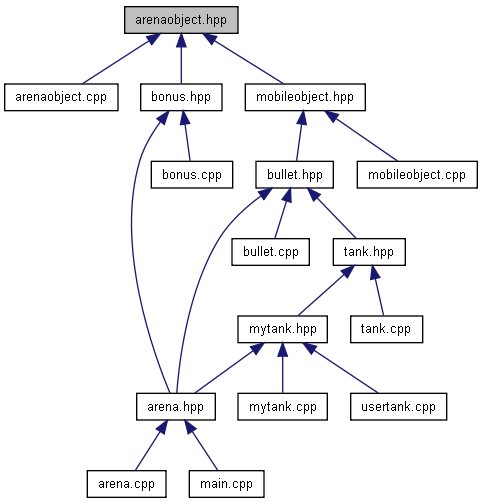 arenaobject.hpp
arenaobject.cpp
bonus.hpp
mobileobject.hpp
bonus.cpp
bullet.hpp
mobileobject.cpp
bullet.cpp
tank.hpp
mytank.hpp
tank.cpp
arena.hpp
mytank.cpp
usertank.cpp
arena.cpp
main.cpp